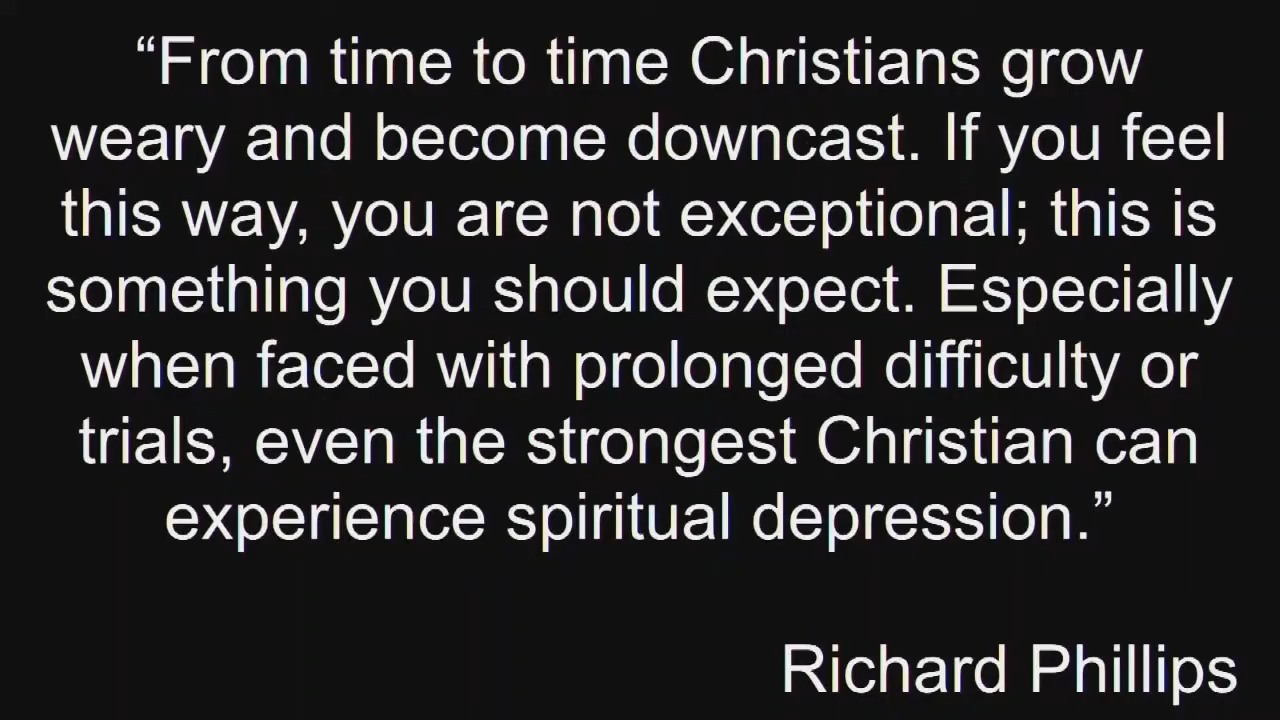 “From time to time Christians grow
weary and become downcast. If you feel
this way, you are not exceptional; this is
something you should expect. Especially
when faced with prolonged difficulty or
trials, even the strongest Christian can
experience spiritual depression.”
Richard Phillips